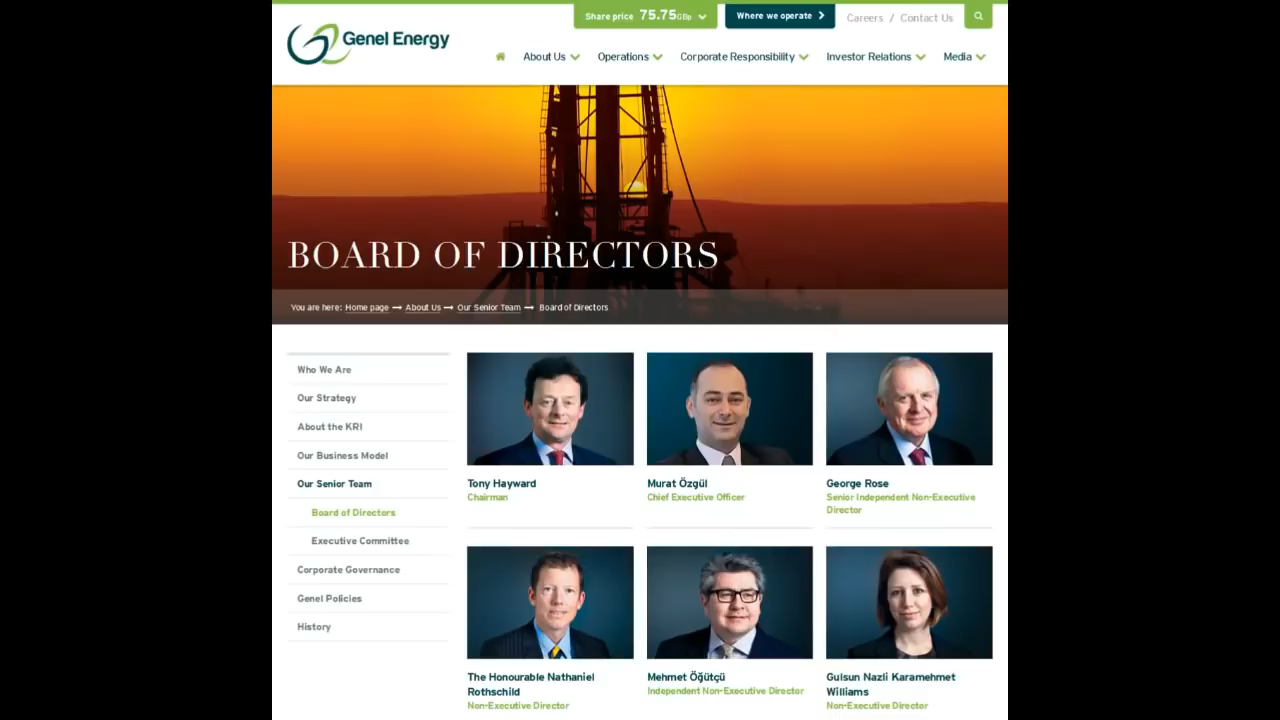 Share price 75.75GBp
Where we operate
Careers / Contact Us
Genel Energy
About Us
Operations
Corporate Responsibility
Investor Relations
Media
BOARD OF DIRECTORS
You are here: Home page → About Us → Our Senior Team → Board of Directors
Who We Are
Our Strategy
About the KRI
Our Business Model
Our Senior Team
Board of Directors
Executive Committee
Corporate Governance
Genel Policies
History
Tony Hayward
Chairman
Murat Özgül
Chief Executive Officer
George Rose
Senior Independent Non-Executive
Director
The Honourable Nathaniel
Rothschild
Non-Executive Director
Mehmet Öğütçü
Independent Non-Executive Director
Gulsun Nazli Karamehmet
Williams
Non-Executive Director